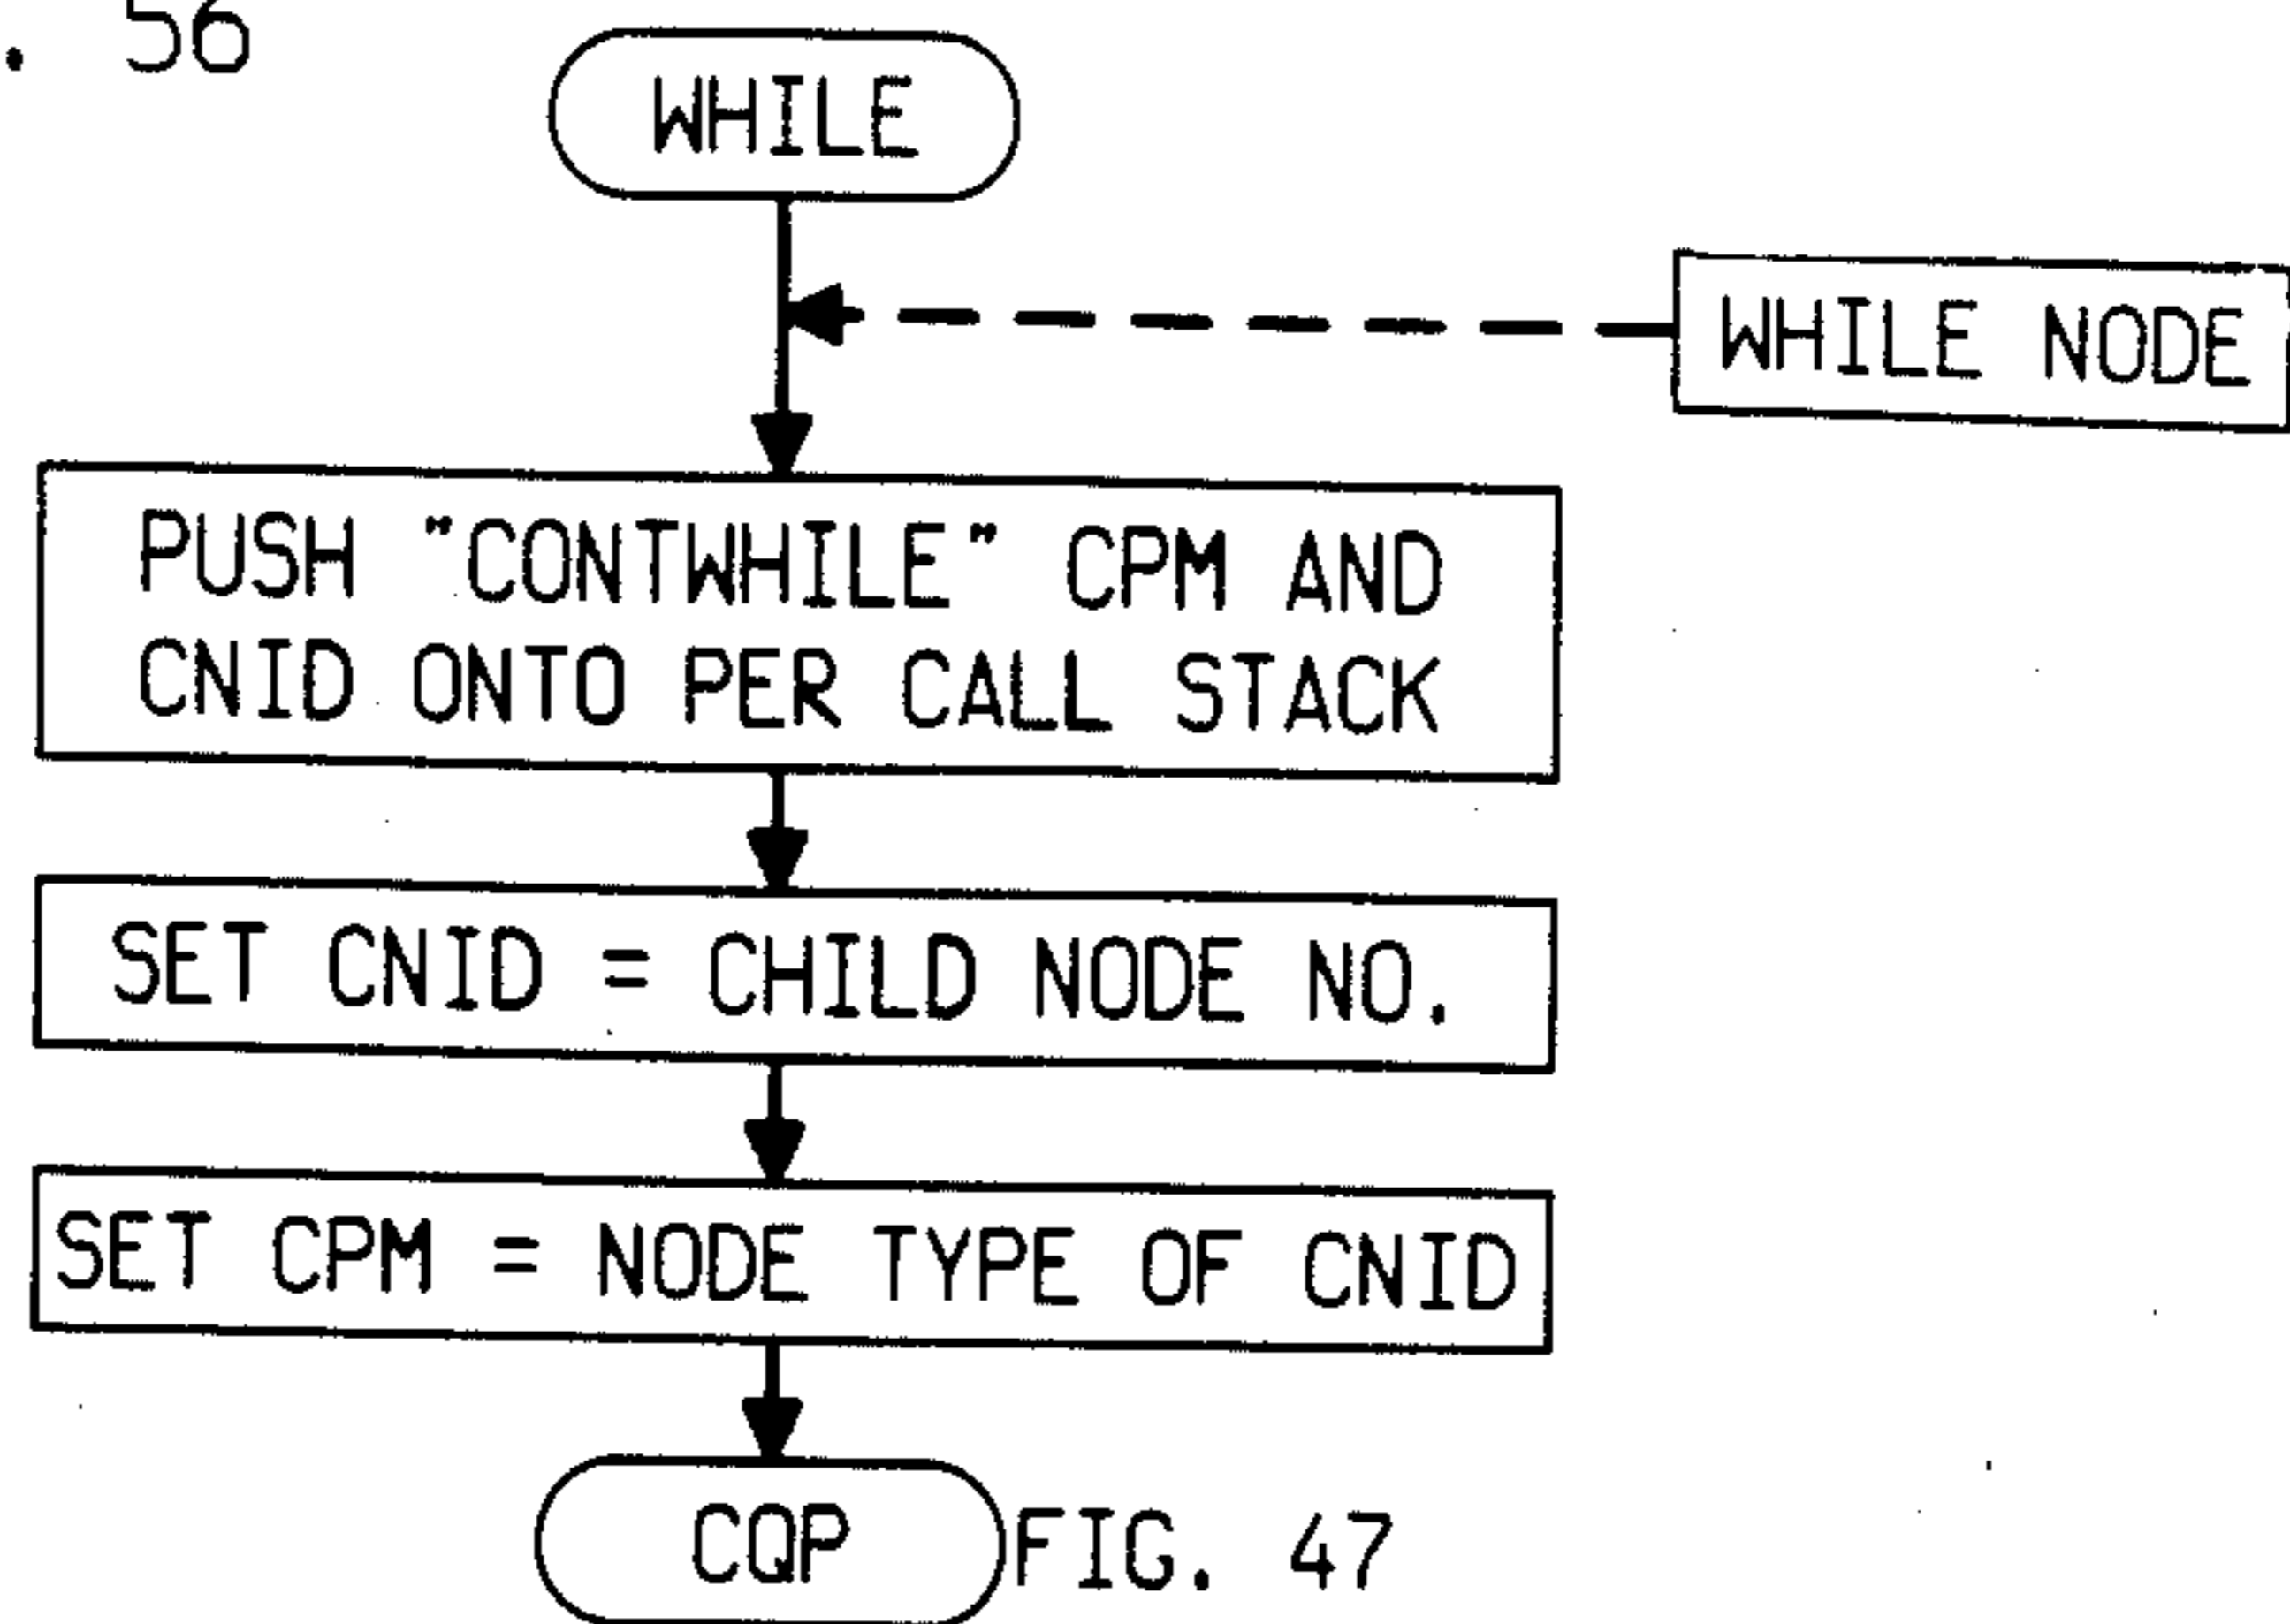 . 56
WHILE
WHILE NODE
PUSH "CONTWHILE" CPM AND
CNID ONTO PER CALL STACK
SET CNID = CHILD NODE NO.
SET CPM = NODE TYPE OF CNID
CQP FIG. 47